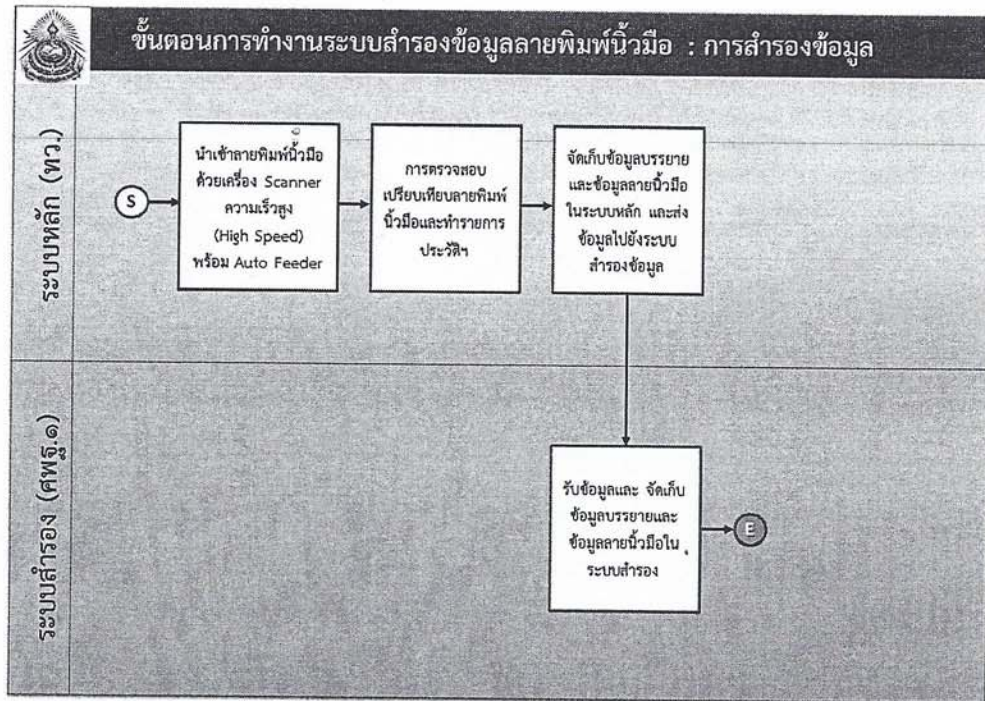 ขั้นตอนการทำงานระบบสำรองข้อมูลลายพิมพ์นิ้วมือ : การสำรองข้อมูล
ระบบหลัก (ทว.)
S
นำเข้าลายพิมพ์นิ้วมือ
ด้วยเครื่อง Scanner
ความเร็วสูง
(High Speed)
พร้อม Auto Feeder
การตรวจสอบ
เปรียบเทียบลายพิมพ์
นิ้วมือและทำรายการ
ประวัติฯ
จัดเก็บข้อมูลบรรยาย
และข้อมูลลายนิ้วมือ
ในระบบหลัก และส่ง
ข้อมูลไปยังระบบ
สำรองข้อมูล
ระบบสำรอง (ศพฐ.๑)
รับข้อมูลและ จัดเก็บ
ข้อมูลบรรยายและ
ข้อมูลลายนิ้วมือใน
ระบบสำรอง
E